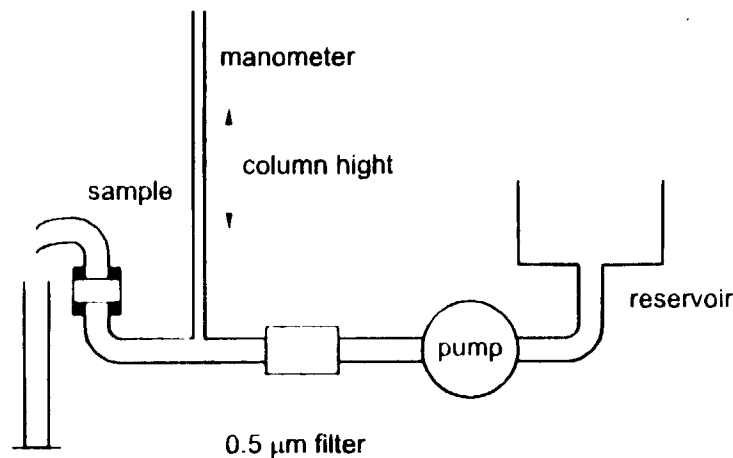 manometer
column hight
sample
reservoir
pump
0.5 μm filter